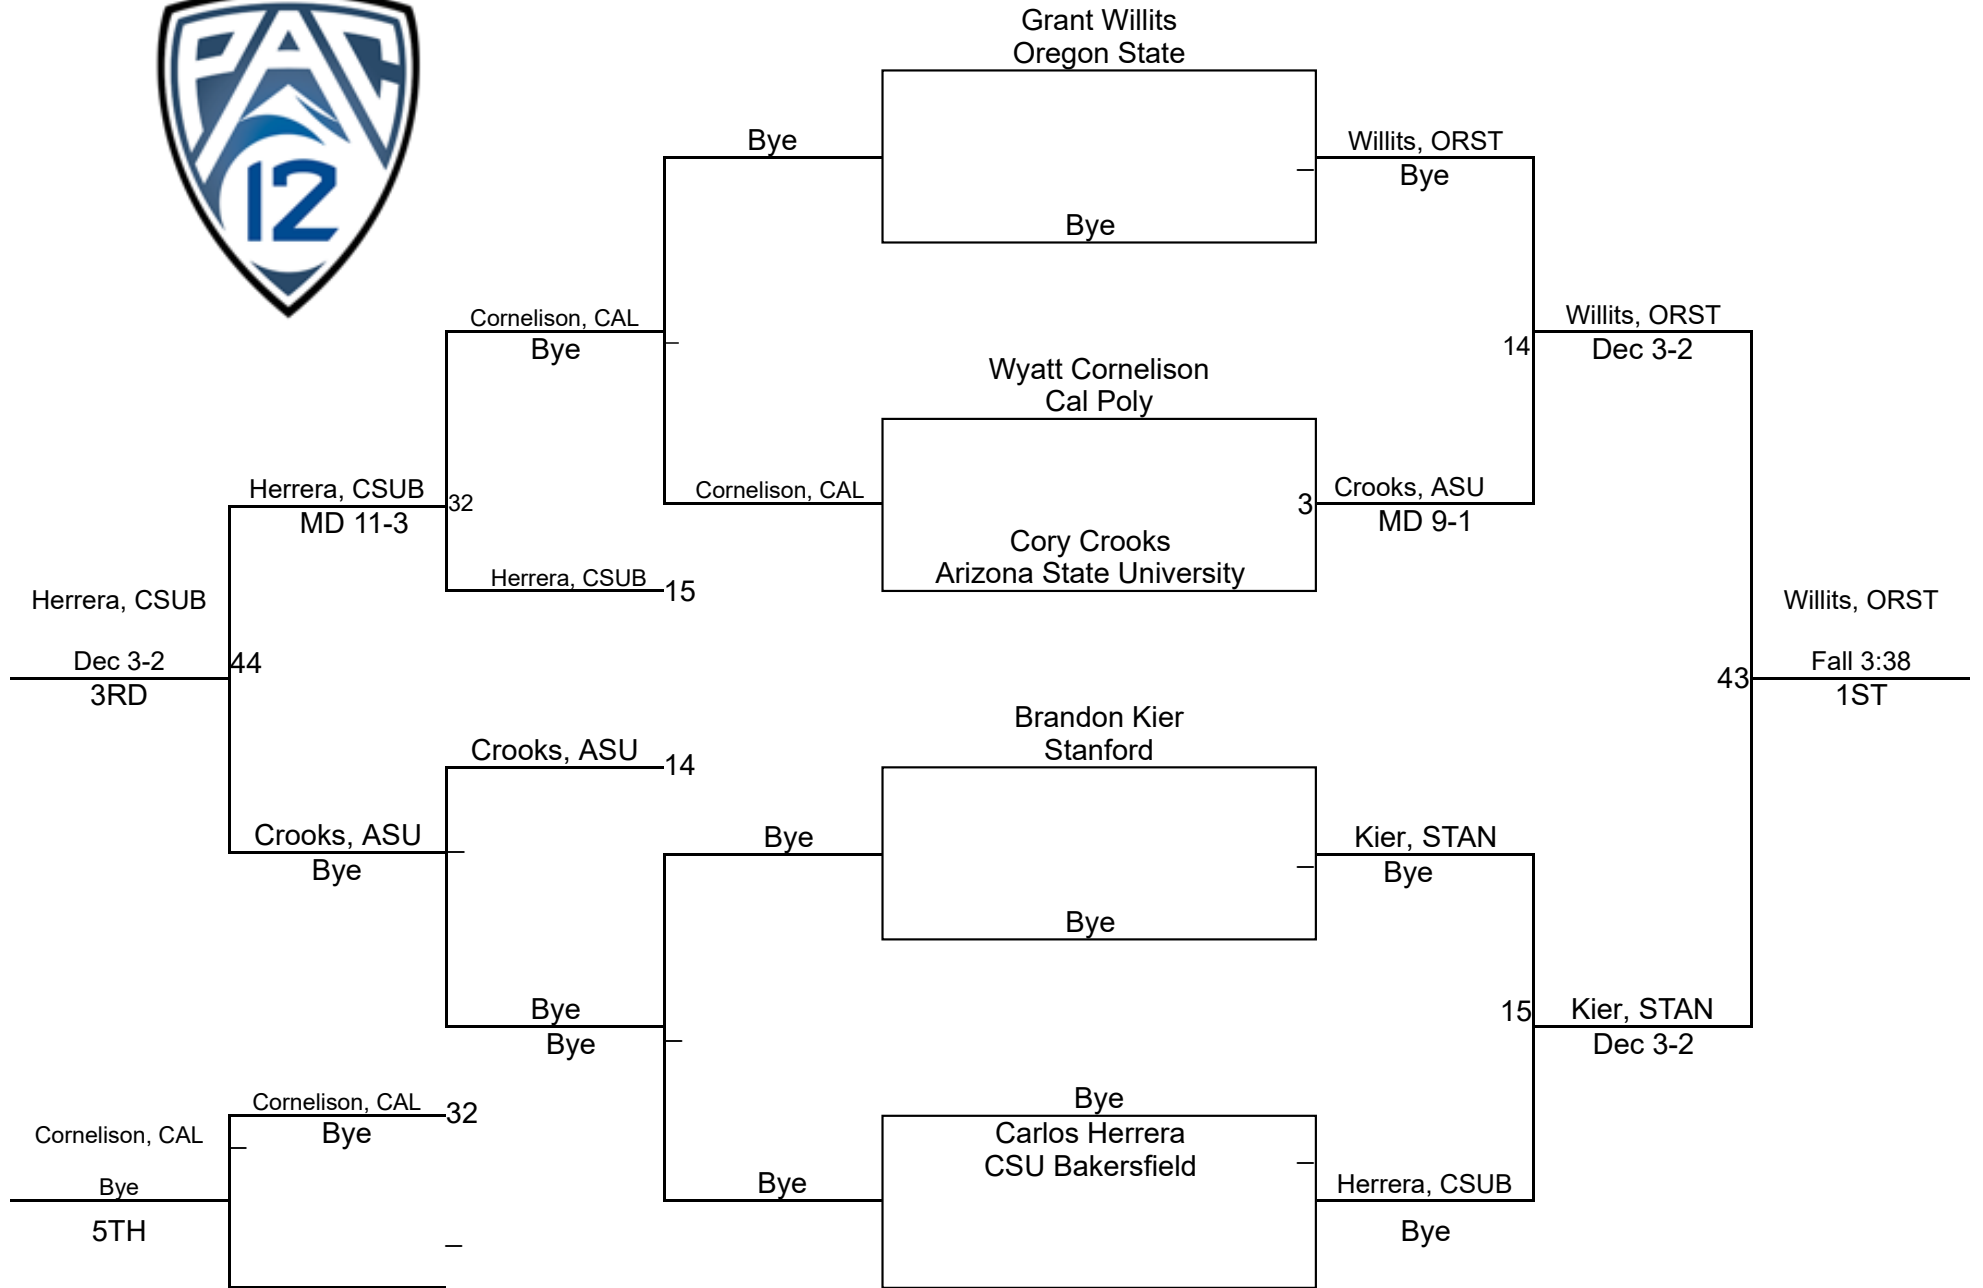 PAC
12
Grant Willits
Oregon State
Bye
Willits, ORST
Bye
Bye
Cornelison, CAL
Bye
Willits, ORST
14
Dec 3-2
Wyatt Cornelison
Cal Poly
Herrera, CSUB
32
MD 11-3
Cornelison, CAL
3
Crooks, ASU
MD 9-1
Cory Crooks
Arizona State University
Herrera, CSUB
15
Herrera, CSUB
Willits, ORST
Dec 3-2
44
3RD
43
Fall 3:38
1ST
Brandon Kier
Stanford
Crooks, ASU
14
Crooks, ASU
Bye
Bye
Kier, STAN
Bye
Bye
Bye
Bye
15
Kier, STAN
Dec 3-2
Cornelison, CAL
32
Bye
Cornelison, CAL
Bye
5TH
Bye
Carlos Herrera
CSU Bakersfield
Bye
Herrera, CSUB
Bye